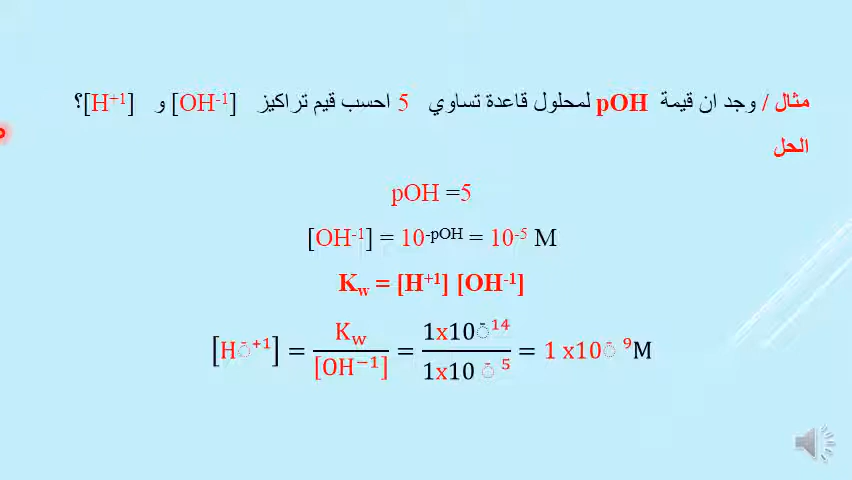 مثال / وجد ان قيمة pOH لمحلول قاعدة تساوي 5 احسب قيم تراكيز [OH-1] و [H+1]؟
الحل
pOH =5
[OH-1] = 10-pOH = 10-5 M
Kw = [H+1] [OH-1]
[H̄+1] = Kw / [OH−1] = 1x10̄14 / 1x10 ̄5 = 1 x10̄ 9M